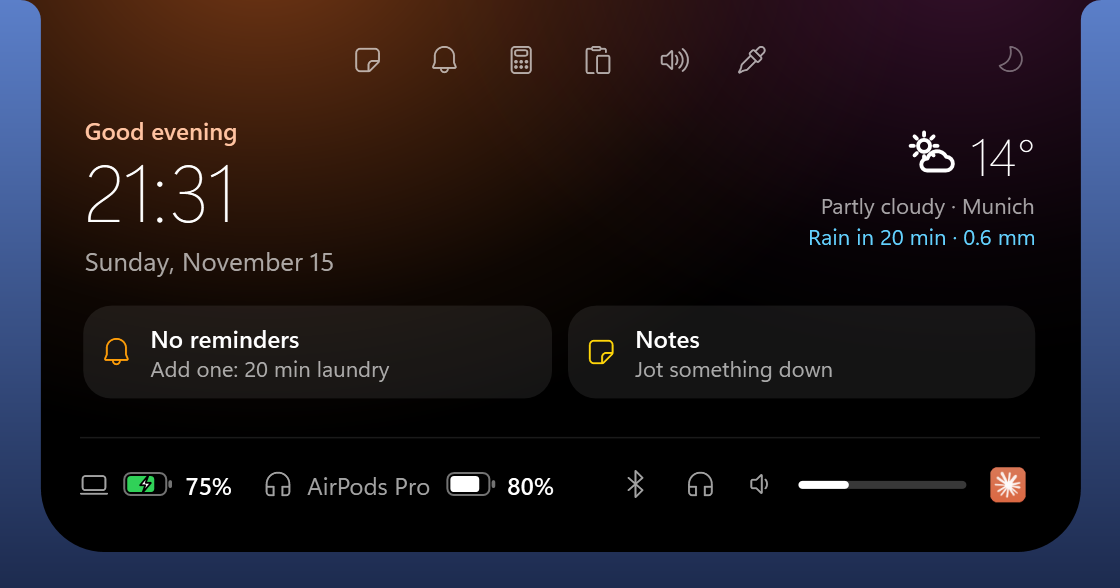 Good evening
21:31
Sunday, November 15
14°
Partly cloudy · Munich
Rain in 20 min · 0.6 mm
No reminders
Add one: 20 min laundry
Notes
Jot something down
75% AirPods Pro 80%